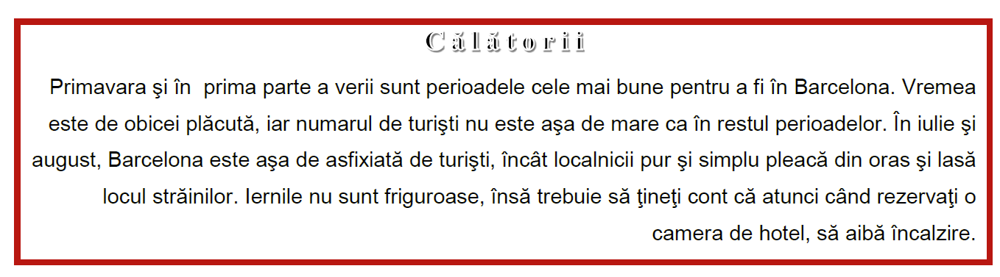 Călătorii
Primavara şi în  prima parte a verii sunt perioadele cele mai bune pentru a fi în Barcelona. Vremea
este de obicei plăcută, iar numarul de turişti nu este aşa de mare ca în restul perioadelor. În iulie şi
august, Barcelona este aşa de asfixiată de turişti, încât localnicii pur şi simplu pleacă din oras şi lasă
locul străinilor. Iernile nu sunt friguroase, însă trebuie să ţineţi cont că atunci când rezervaţi o
camera de hotel, să aibă încalzire.